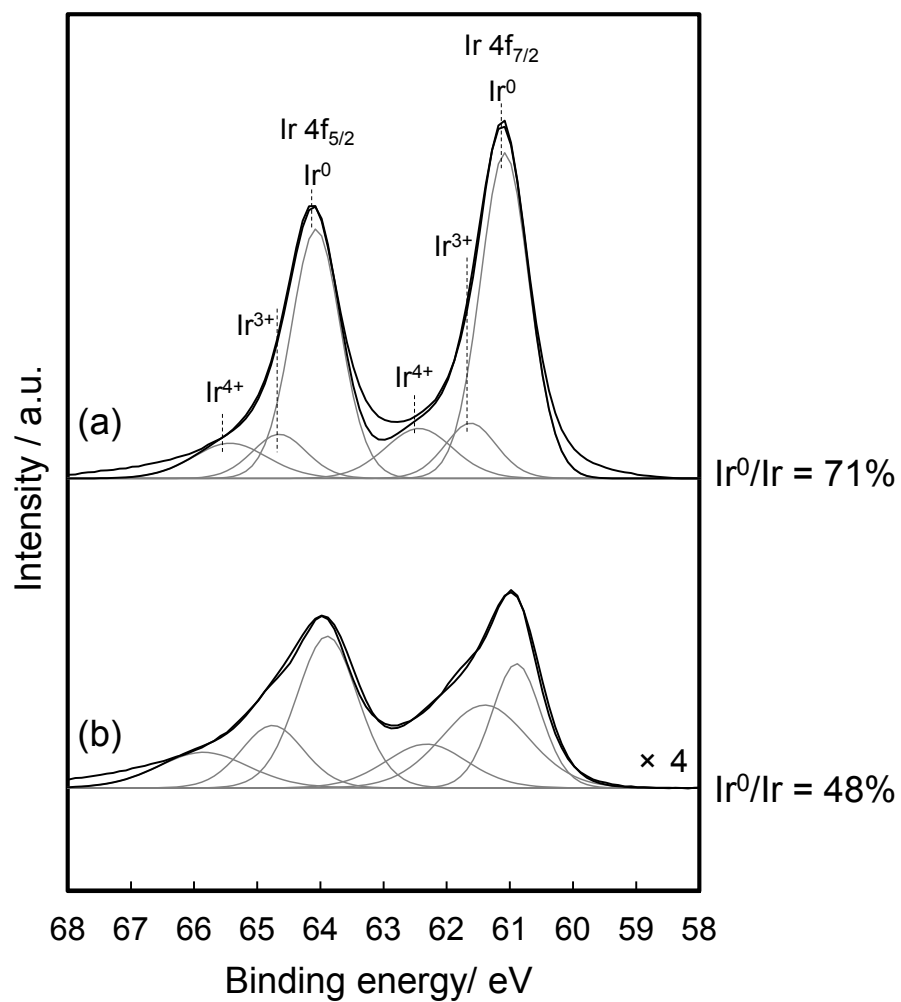 Ir 4f7/2
Ir0
Ir 4f5/2
Ir0
Ir3+
Ir3+
Ir4+
Ir4+
(a)
Ir0/Ir = 71%
Intensity / a.u.
(b)
× 4
Ir0/Ir = 48%
68 67 66 65 64 63 62 61 60 59 58
Binding energy/ eV